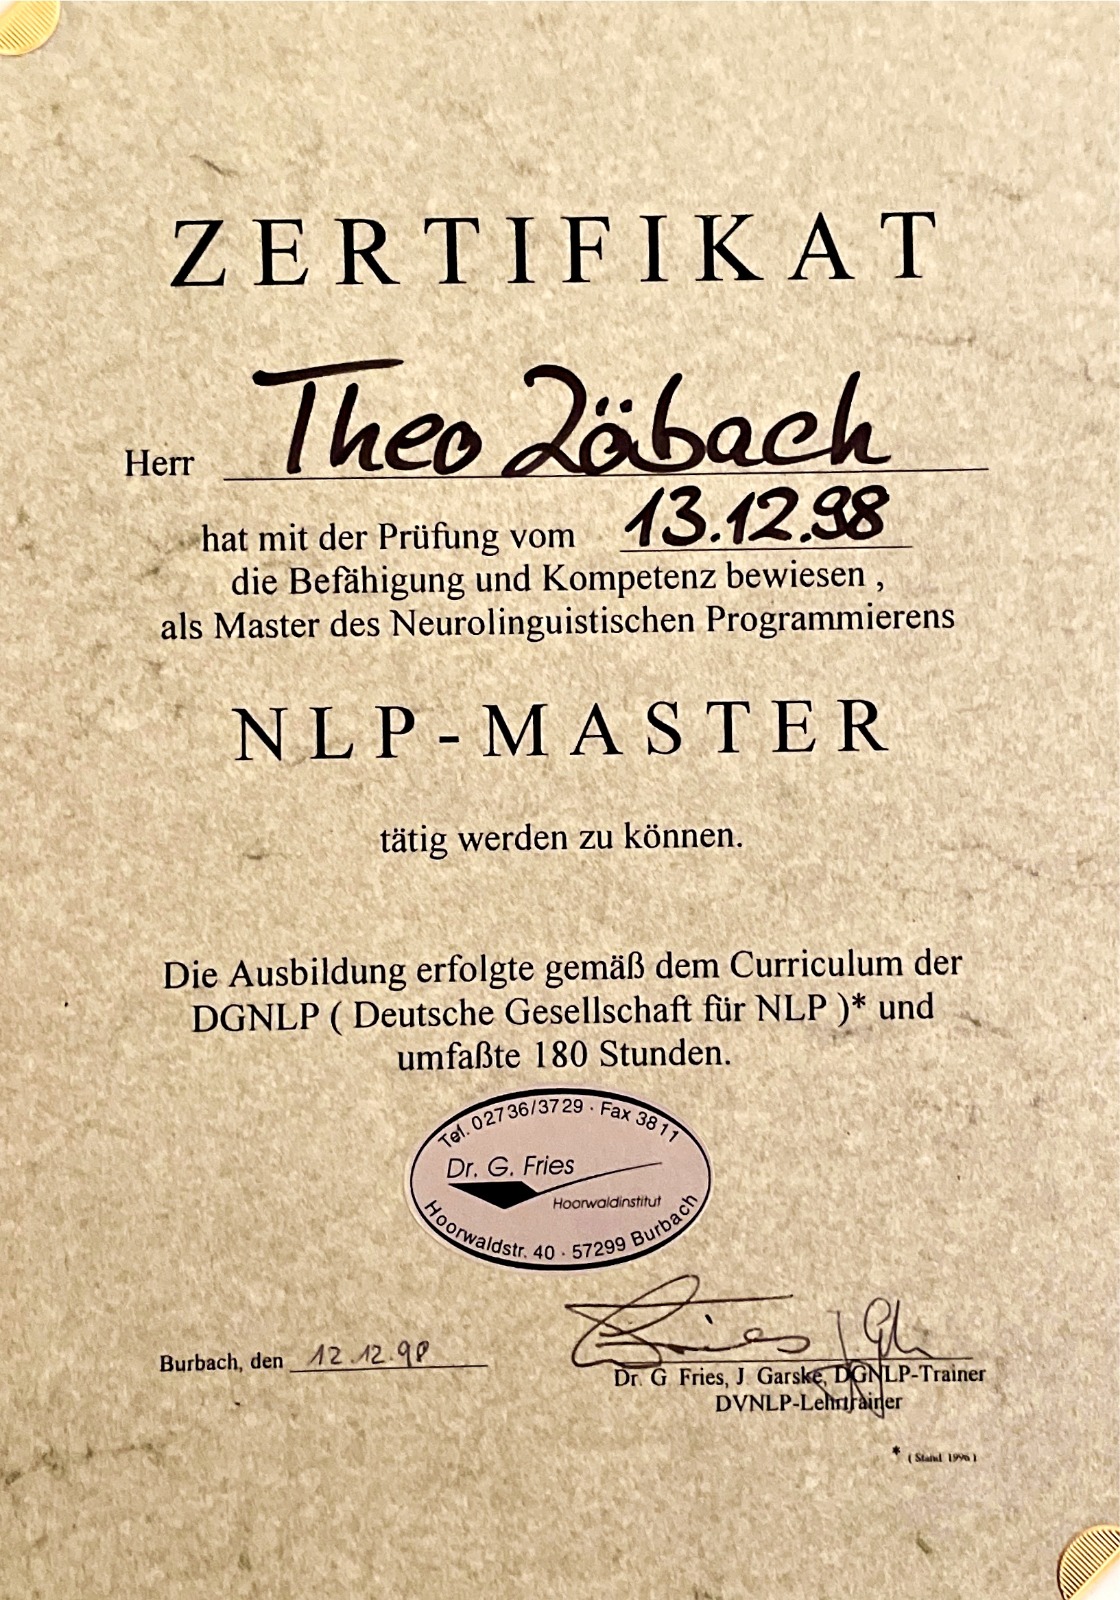 ZERTIFIKAT
Herr Theo Zäbach
hat mit der Prüfung vom 13.12.98
die Befähigung und Kompetenz bewiesen ,
als Master des Neurolinguistischen Programmierens
NLP-MASTER
tätig werden zu können.
Die Ausbildung erfolgte gemäß dem Curriculum der
DGNLP ( Deutsche Gesellschaft für NLP )* und
umfaßte 180 Stunden.
Tel. 02736/3729 · Fax 3811
Dr. G. Fries
Hoorwaldinstitut
Hoorwaldstr. 40 · 57299 Burbach
Fries
Burbach, den 12.12.98
Dr. G Fries, J Garske, DGNLP-Trainer
DVNLP-Lehrtrainer
* ( Stand 1996 )